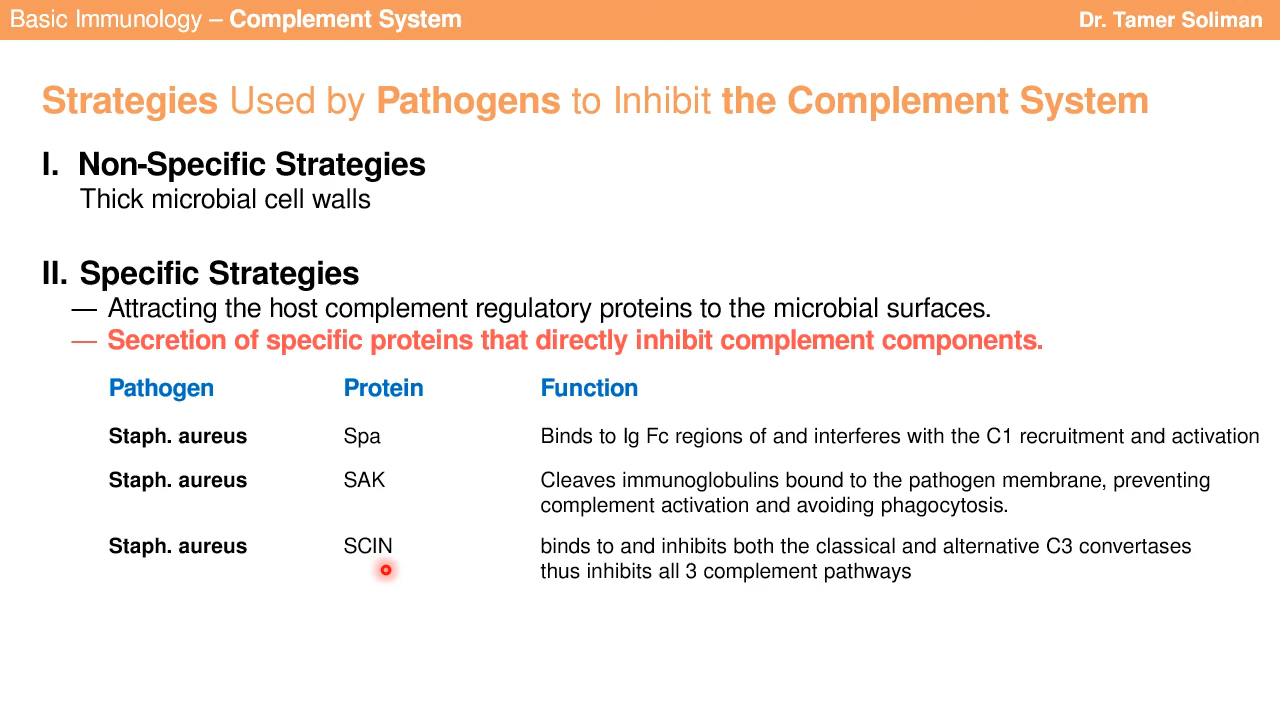 Basic Immunology – Complement System
Dr. Tamer Soliman
Strategies Used by Pathogens to Inhibit the Complement System
I. Non-Specific Strategies
Thick microbial cell walls
II. Specific Strategies
— Attracting the host complement regulatory proteins to the microbial surfaces.
— Secretion of specific proteins that directly inhibit complement components.
Pathogen Protein Function
Staph. aureus Spa Binds to Ig Fc regions of and interferes with the C1 recruitment and activation
Staph. aureus SAK Cleaves immunoglobulins bound to the pathogen membrane, preventing
complement activation and avoiding phagocytosis.
Staph. aureus SCIN binds to and inhibits both the classical and alternative C3 convertases
thus inhibits all 3 complement pathways